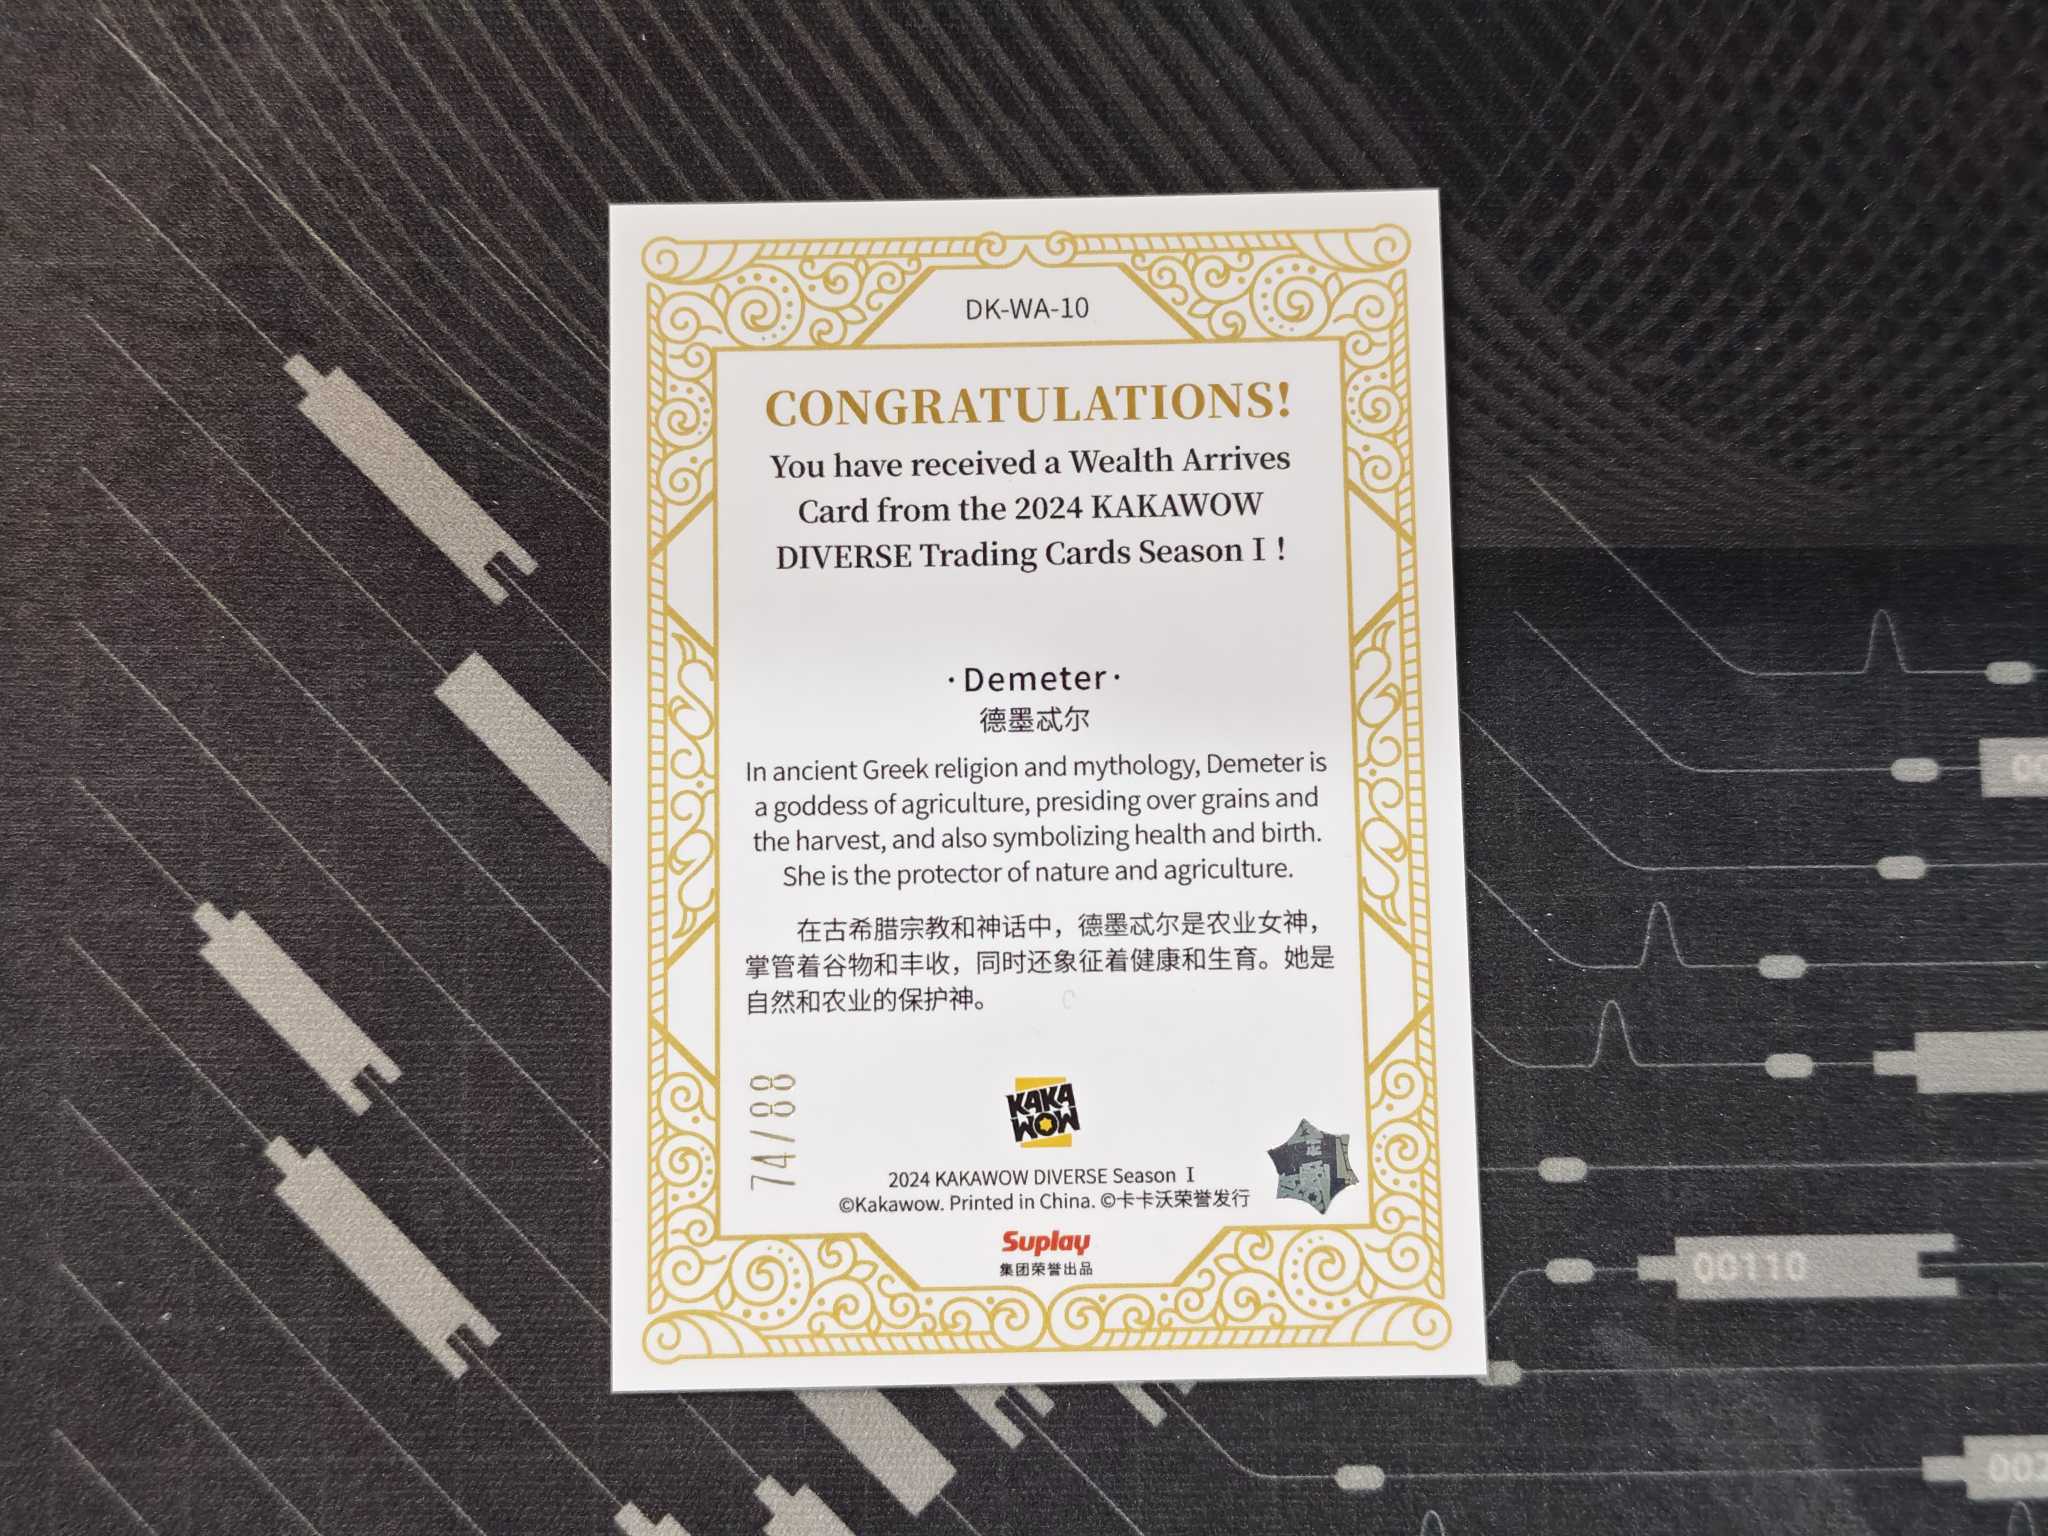 DK-WA-10
CONGRATULATIONS!
You have received a Wealth Arrives
Card from the 2024 KAKAWOW
DIVERSE Trading Cards Season I !
·Demeter·
德墨忒尔
In ancient Greek religion and mythology, Demeter is
a goddess of agriculture, presiding over grains and
the harvest, and also symbolizing health and birth.
She is the protector of nature and agriculture.
在古希腊宗教和神话中，德墨忒尔是农业女神，
掌管着谷物和丰收，同时还象征着健康和生育。她是
自然和农业的保护神。
74/88
KAKA
WOW
2024 KAKAWOW DIVERSE Season I
©Kakawow. Printed in China. ©卡卡沃荣誉发行
Suplay
集团荣誉出品
00110